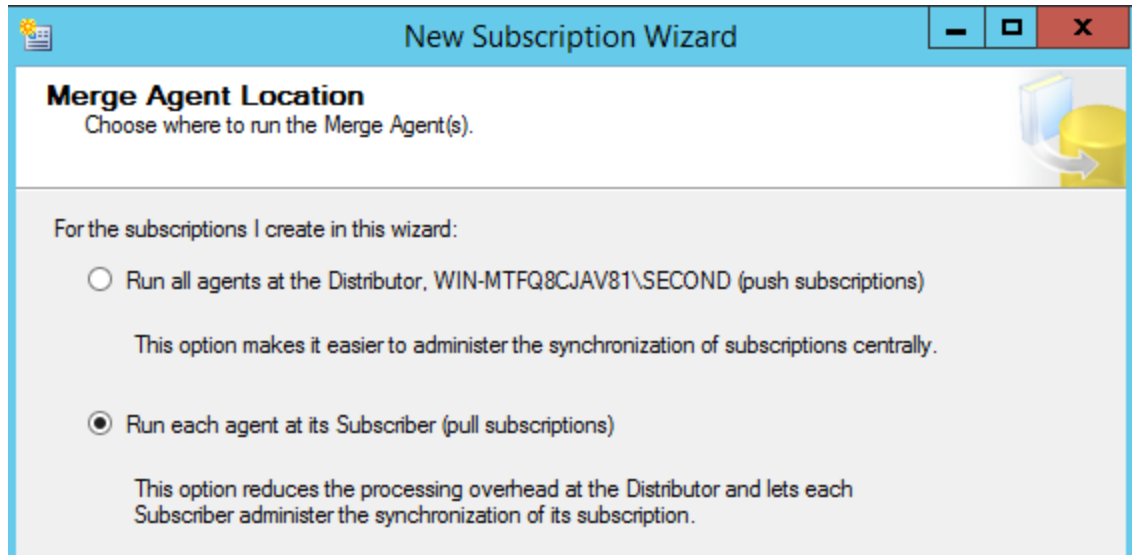 New Subscription Wizard
Merge Agent Location
Choose where to run the Merge Agent(s).
For the subscriptions I create in this wizard:
Run all agents at the Distributor, WIN-MTFQ8CJAV81\SECOND (push subscriptions)
This option makes it easier to administer the synchronization of subscriptions centrally.
Run each agent at its Subscriber (pull subscriptions)
This option reduces the processing overhead at the Distributor and lets each
Subscriber administer the synchronization of its subscription.